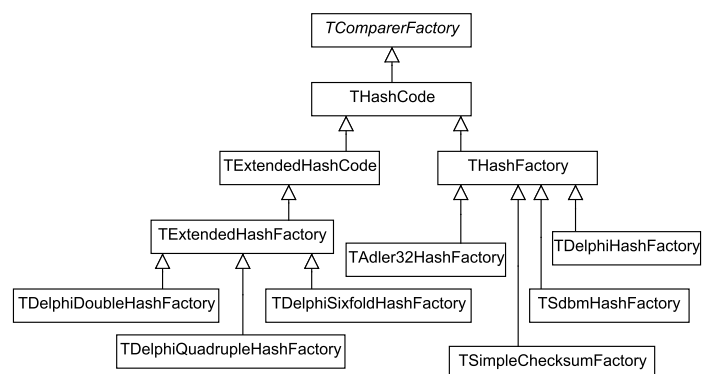 TComparerFactory
THashCode
TExtendedHashCode
THashFactory
TExtendedHashFactory
TAdler32HashFactory
TDelphiHashFactory
TDelphiDoubleHashFactory
TDelphiSixfoldHashFactory
TSdbmHashFactory
TDelphiQuadrupleHashFactory
TSimpleChecksumFactory